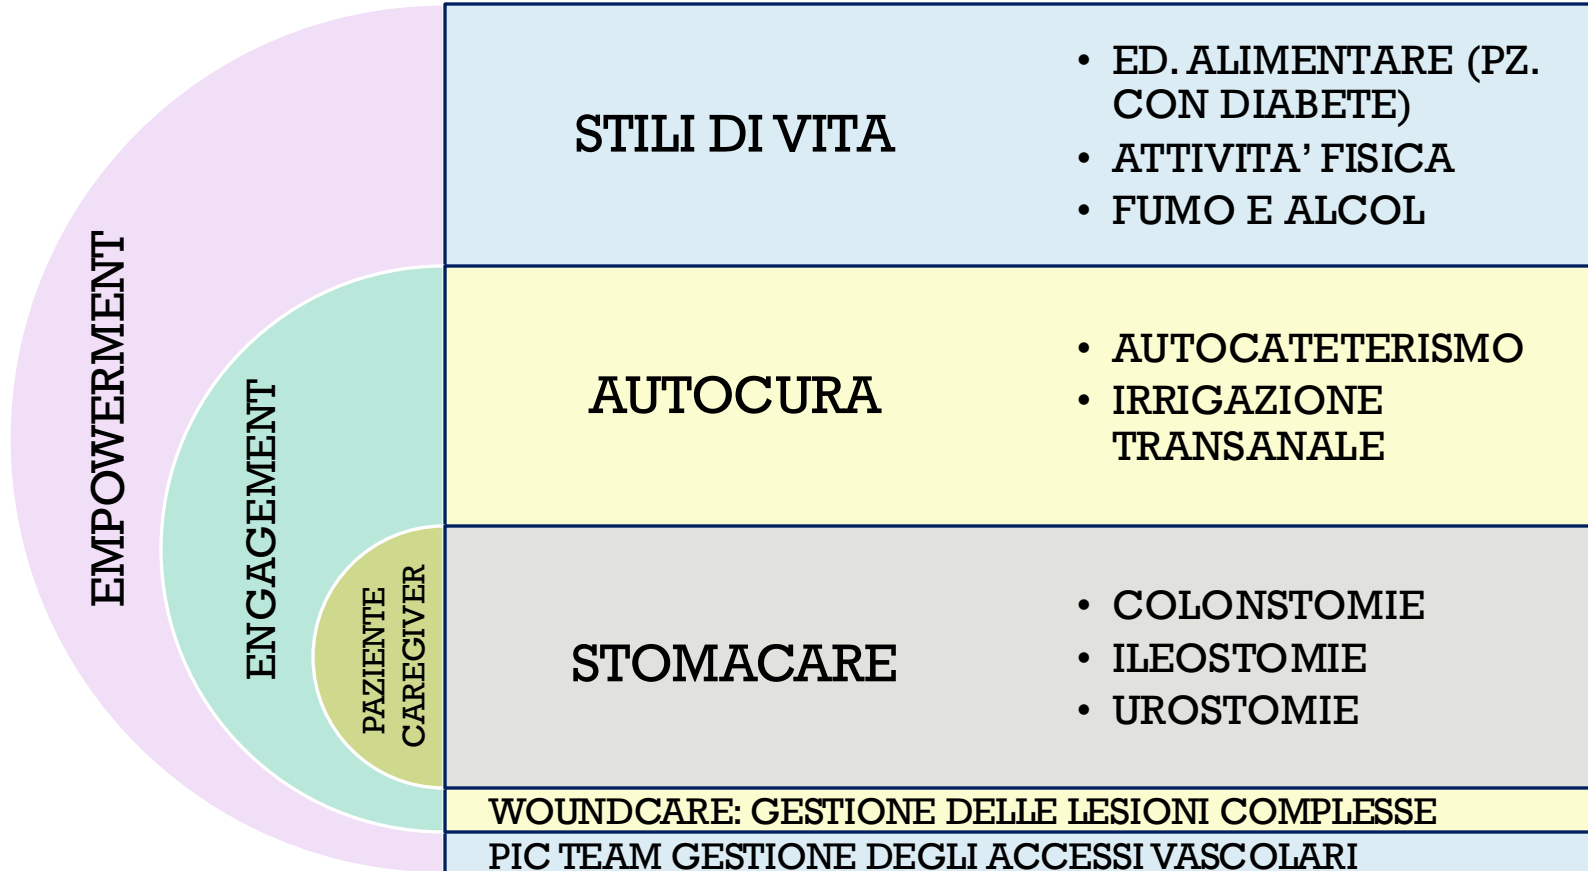 EMPOWERMENT
ENGAGEMENT
PAZIENTE
CAREGIVER
STILI DI VITA
• ED. ALIMENTARE (PZ.
CON DIABETE)
• ATTIVITA’ FISICA
• FUMO E ALCOL
AUTOCURA
• AUTOCATETERISMO
• IRRIGAZIONE
TRANSANALE
STOMACARE
• COLONSTOMIE
• ILEOSTOMIE
• UROSTOMIE
WOUNDCARE: GESTIONE DELLE LESIONI COMPLESSE
PIC TEAM GESTIONE DEGLI ACCESSI VASCOLARI